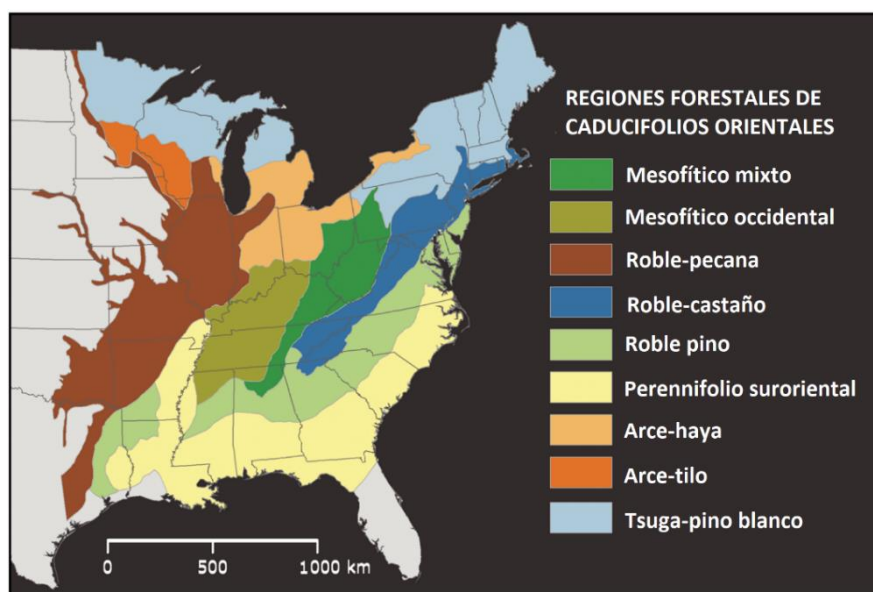 REGIONES FORESTALES DE
CADUCIFOLIOS ORIENTALES
Mesofítico mixto
Mesofítico occidental
Roble-pecana
Roble-castaño
Roble pino
Perennifolio suroriental
Arce-haya
Arce-tilo
Tsuga-pino blanco
0 500 1000 km